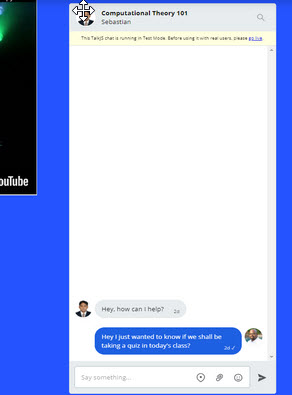 Computational Theory 101
Sebastian
This TalkJS chat is running in Test Mode. Before using it with real users, please go live.
ouTube
Hey, how can I help?
2d
Hey I just wanted to know if we shall be
taking a quiz in today's class?
2d ✓
Say something...